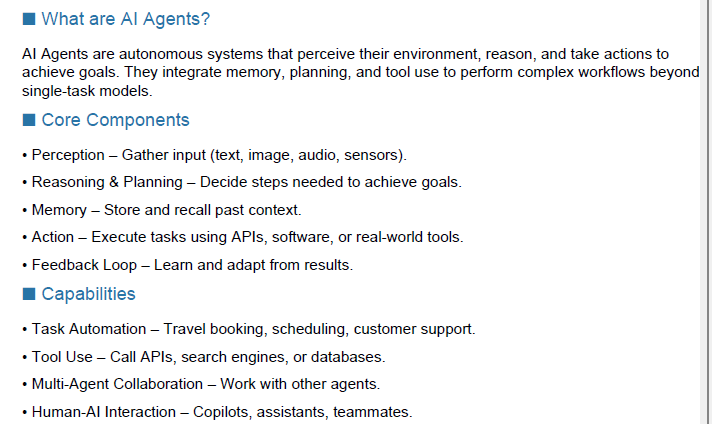 ■ What are AI Agents?
AI Agents are autonomous systems that perceive their environment, reason, and take actions to
achieve goals. They integrate memory, planning, and tool use to perform complex workflows beyond
single-task models.
■ Core Components
• Perception – Gather input (text, image, audio, sensors).
• Reasoning & Planning – Decide steps needed to achieve goals.
• Memory – Store and recall past context.
• Action – Execute tasks using APIs, software, or real-world tools.
• Feedback Loop – Learn and adapt from results.
■ Capabilities
• Task Automation – Travel booking, scheduling, customer support.
• Tool Use – Call APIs, search engines, or databases.
• Multi-Agent Collaboration – Work with other agents.
• Human-AI Interaction – Copilots, assistants, teammates.